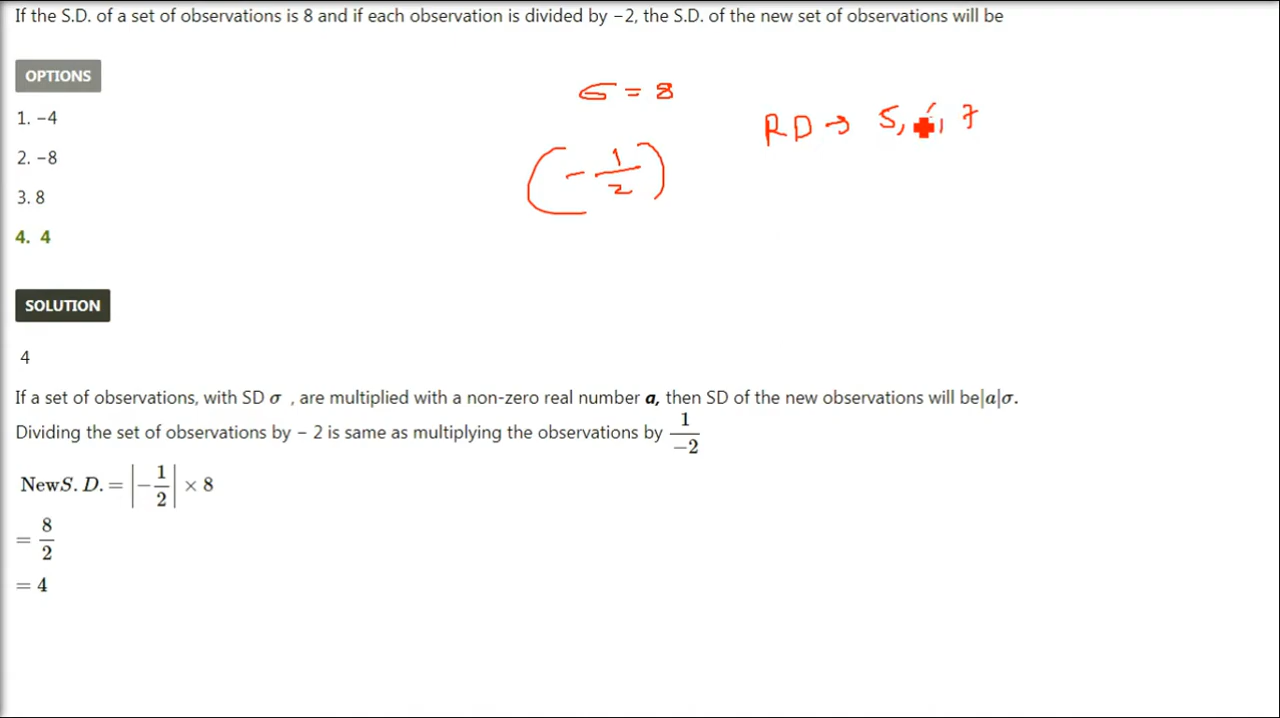 If the S.D. of a set of observations is 8 and if each observation is divided by −2, the S.D. of the new set of observations will be
OPTIONS
σ = 8
RD → 5, 6, 7
1. −4
(−1/2)
2. −8
3. 8
4. 4
SOLUTION
4
If a set of observations, with SD σ , are multiplied with a non-zero real number a, then SD of the new observations will be|a|σ.
Dividing the set of observations by − 2 is same as multiplying the observations by 1/−2
NewS. D. = |−1/2| × 8
= 8/2
= 4